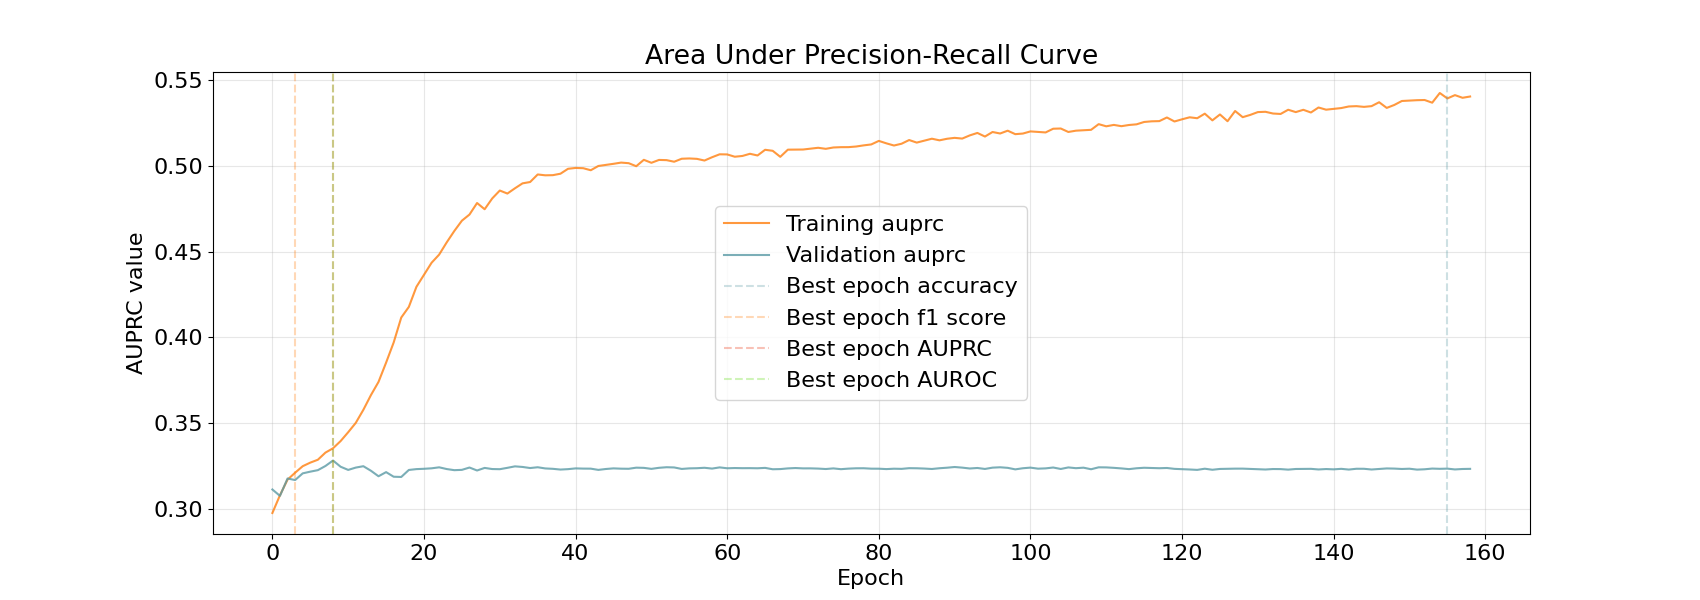 Area Under Precision-Recall Curve
AUPRC value
0.55
0.50
0.45
0.40
0.35
0.30
Training auprc
Validation auprc
Best epoch accuracy
Best epoch f1 score
Best epoch AUPRC
Best epoch AUROC
0 20 40 60 80 100 120 140 160
Epoch